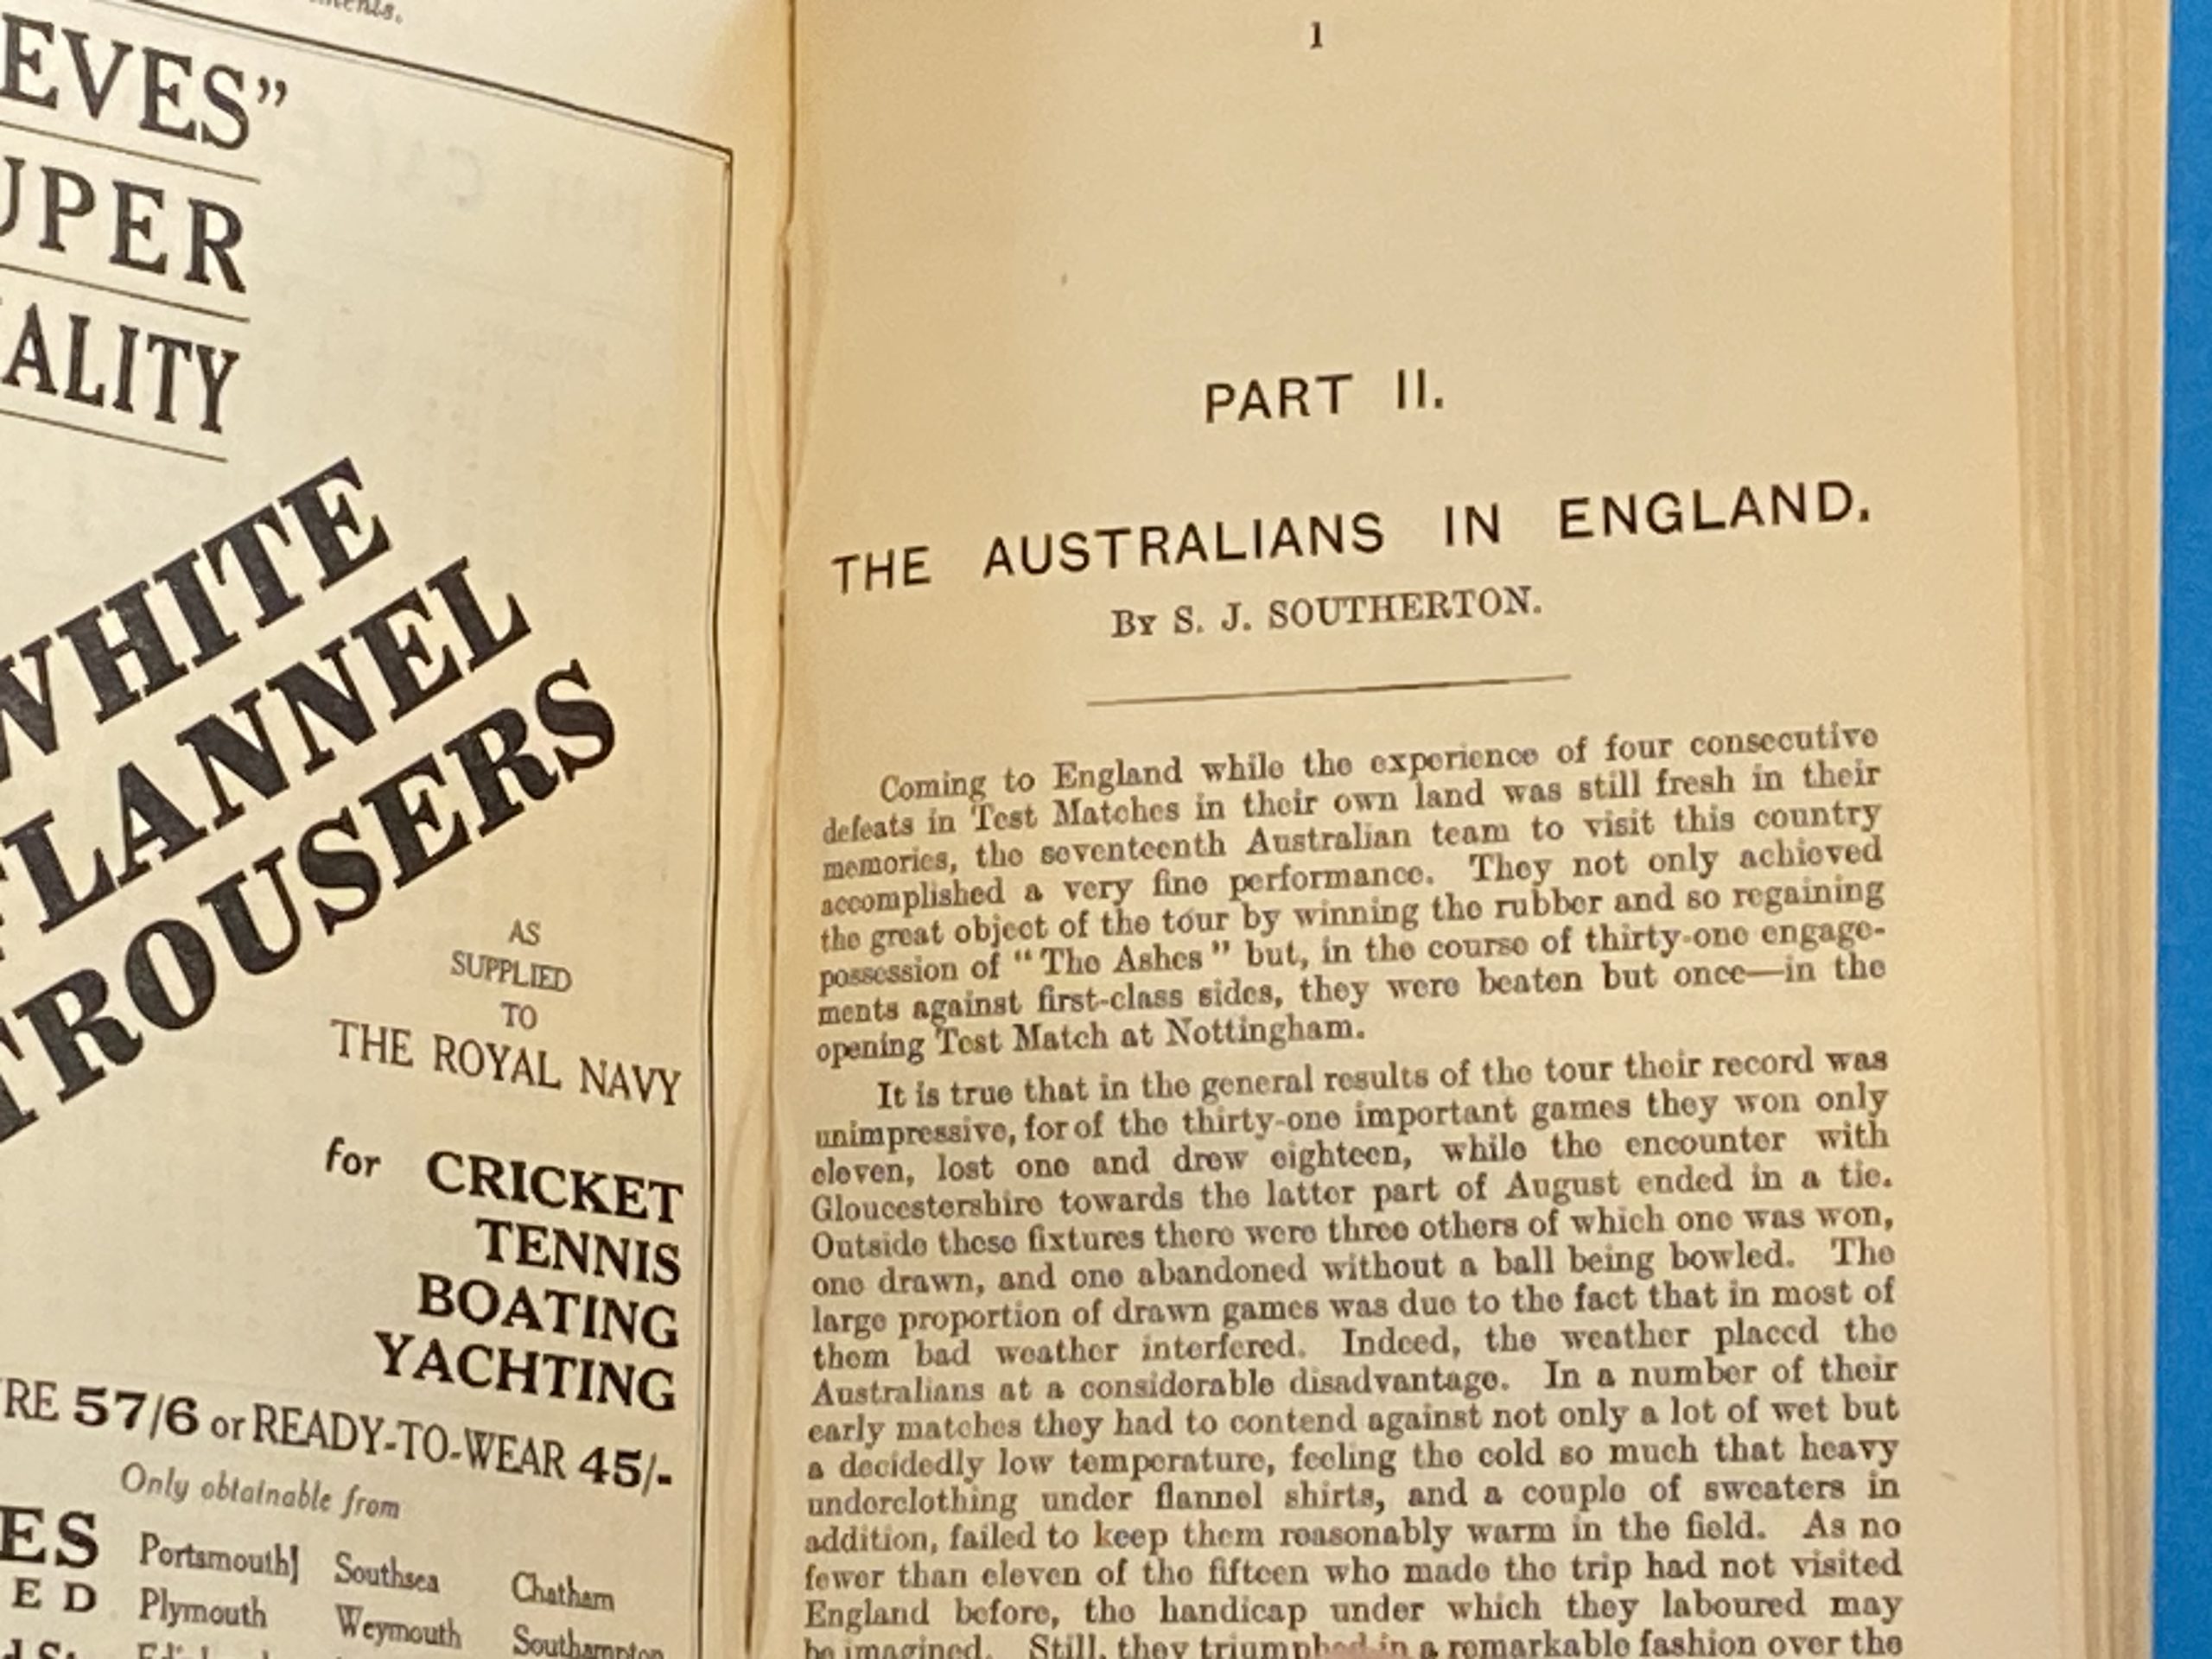 EVES”
UPER
ALITY
WHITE
FLANNEL
TROUSERS
AS
SUPPLIED
TO
THE ROYAL NAVY
for CRICKET
TENNIS
BOATING
YACHTING
57/6 or READY-TO-WEAR 45/-
Only obtainable from
ES Portsmouth Southsea Chatham
ED Plymouth Weymouth Southampton
1
PART II.
THE AUSTRALIANS IN ENGLAND.
By S. J. SOUTHERTON.
Coming to England while the experience of four consecutive
defeats in Test Matches in their own land was still fresh in their
memories, the seventeenth Australian team to visit this country
accomplished a very fine performance. They not only achieved
the great object of the tour by winning the rubber and so regaining
possession of “The Ashes” but, in the course of thirty-one engage-
ments against first-class sides, they were beaten but once—in the
opening Test Match at Nottingham.
It is true that in the general results of the tour their record was
unimpressive, for of the thirty-one important games they won only
eleven, lost one and drew eighteen, while the encounter with
Gloucestershire towards the latter part of August ended in a tie.
Outside these fixtures there were three others of which one was won,
one drawn, and one abandoned without a ball being bowled. The
large proportion of drawn games was due to the fact that in most of
them bad weather interfered. Indeed, the weather placed the
Australians at a considerable disadvantage. In a number of their
early matches they had to contend against not only a lot of wet but
a decidedly low temperature, feeling the cold so much that heavy
underclothing under flannel shirts, and a couple of sweaters in
addition, failed to keep them reasonably warm in the field. As no
fewer than eleven of the fifteen who made the trip had not visited
England before, the handicap under which they laboured may
be imagined. Still, they triumphed in a remarkable fashion over the